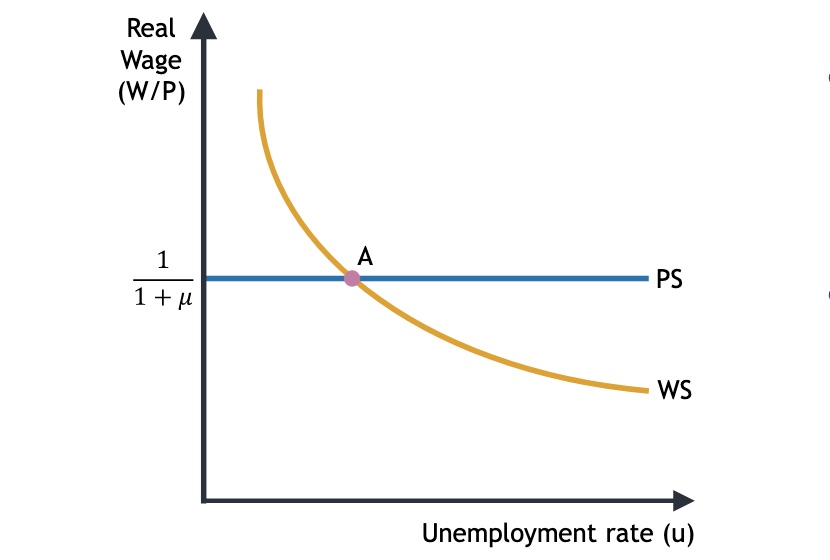 Real
Wage
(W/P)
A
1
1 + μ
PS
WS
Unemployment rate (u)